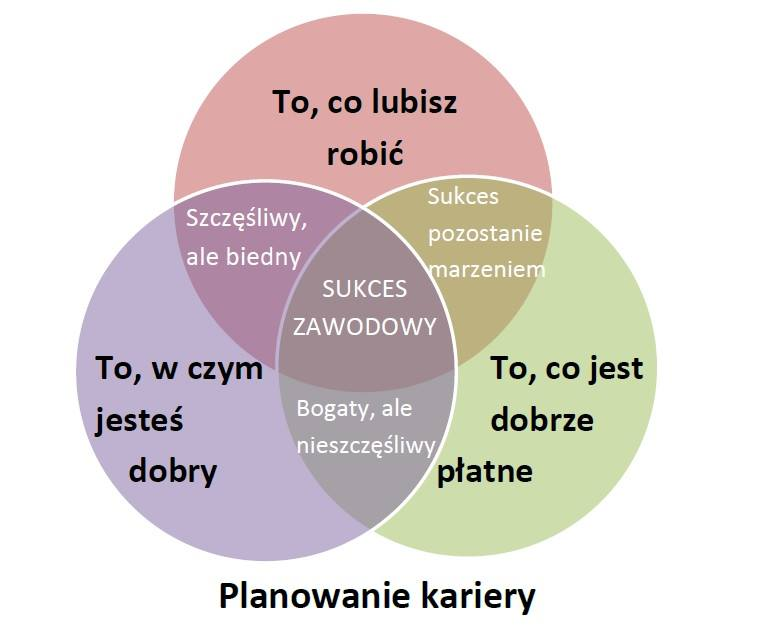 To, co lubisz
robić
Szczęśliwy,
ale biedny
Sukces
pozostanie
marzeniem
SUKCES
ZAWODOWY
To, w czym
jesteś
dobry
To, co jest
dobrze
płatne
Bogaty, ale
nieszczęśliwy
Planowanie kariery